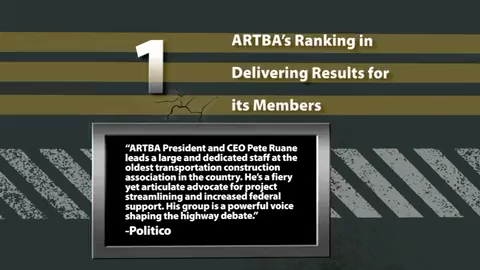 1
ARTBA's Ranking in
Delivering Results for
its Members
“ARTBA President and CEO Pete Ruane
leads a large and dedicated staff at the
oldest transportation construction
association in the country. He's a fiery
yet articulate advocate for project
streamlining and increased federal
support. His group is a powerful voice
shaping the highway debate.”
-Politico